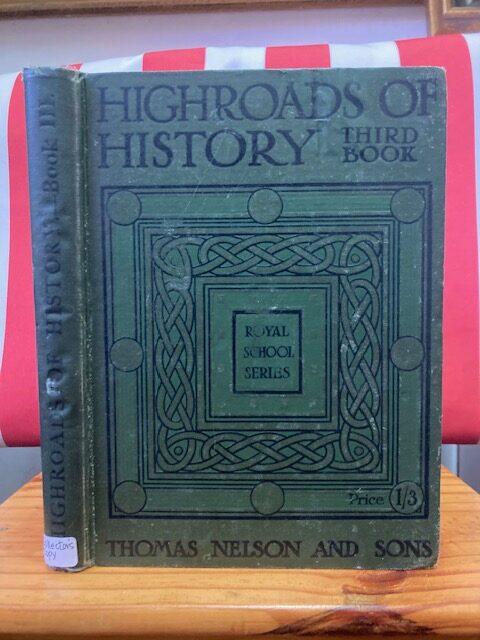 HIGHROADS OF
HISTORY THIRD
BOOK
ROYAL
SCHOOL
SERIES
Price 1/3
THOMAS NELSON AND SONS
HIGHROADS OF HISTORY—Book III.